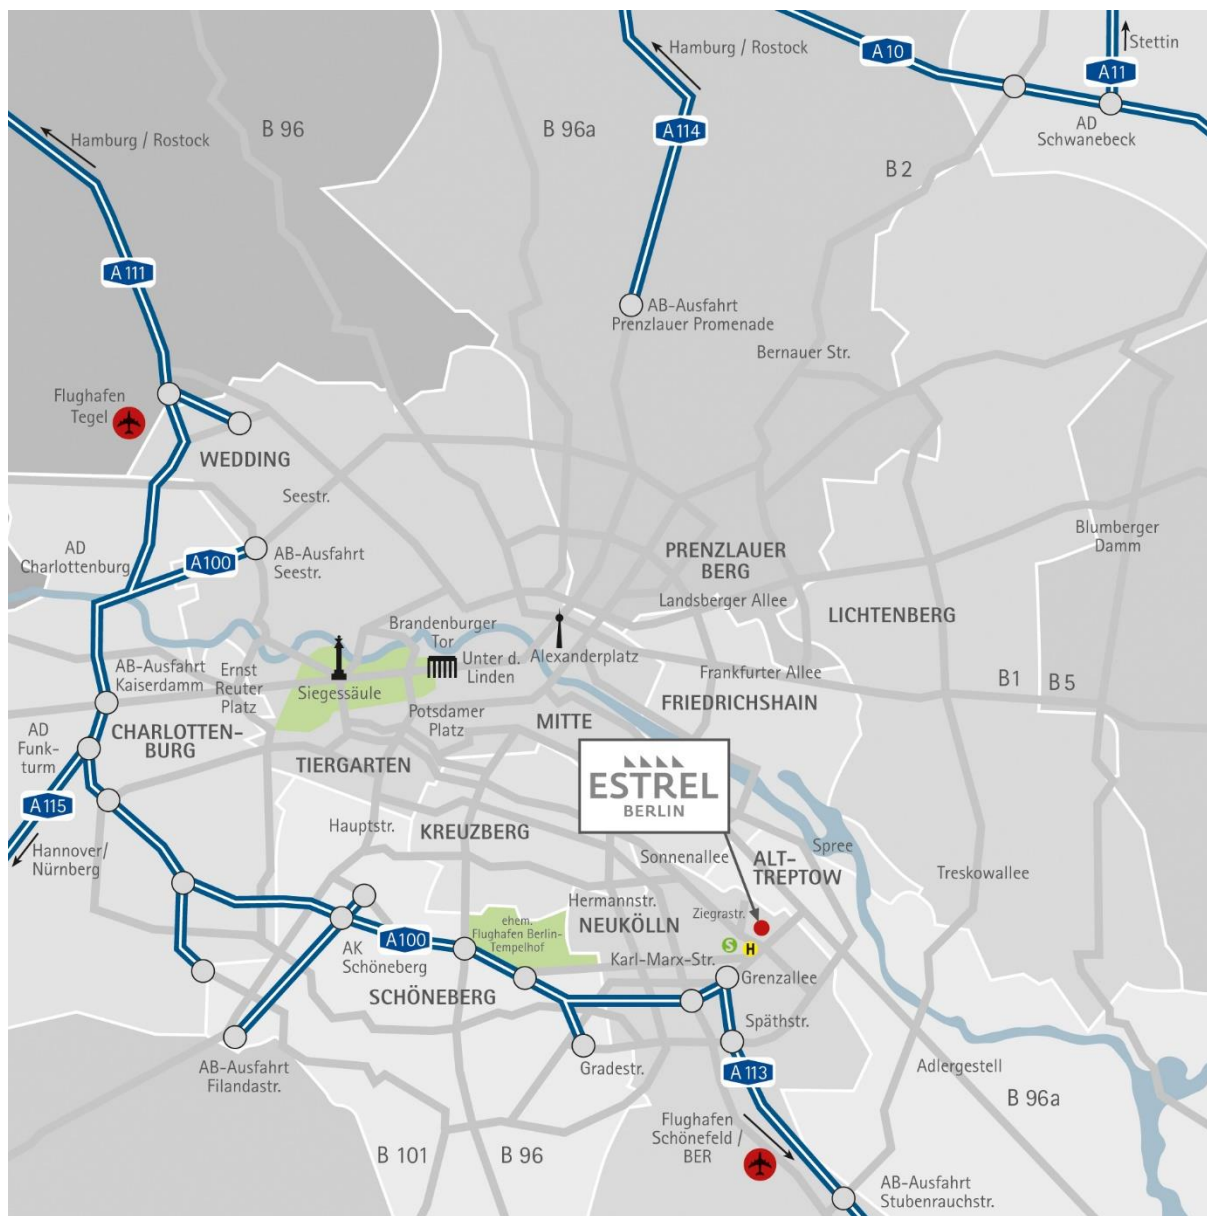 Hamburg / Rostock
A 10
Stettin
A 11
B 96
B 96a
A 114
AD
Schwanebeck
Hamburg / Rostock
B 2
A 111
AB-Ausfahrt
Prenzlauer Promenade
Bernauer Str.
Flughafen
Tegel
WEDDING
Seestr.
Blumberger
Damm
AD
Charlottenburg
A 100
AB-Ausfahrt
Seestr.
PRENZLAUER
BERG
Landsberger Allee
LICHTENBERG
Brandenburger
Tor
Unter d.
Linden
Alexanderplatz
AB-Ausfahrt
Kaiserdamm
Ernst
Reuter
Platz
Siegessäule
Frankfurter Allee
B 1
B 5
FRIEDRICHSHAIN
Potsdamer
Platz
MITTE
AD
Funk-
turm
CHARLOTTEN-
BURG
TIERGARTEN
ESTREL
BERLIN
A 115
Hauptstr.
KREUZBERG
Hannover/
Nürnberg
Sonnenallee
ALT-
TREPTOW
Spree
Treskowallee
Hermannstr.
NEUKÖLLN
Ziegrastr.
ehem.
Flughafen Berlin-
Tempelhof
S
H
AK
Schöneberg
A 100
Karl-Marx-Str.
Grenzallee
SCHÖNEBERG
Späthstr.
AB-Ausfahrt
Filandastr.
Gradestr.
A 113
Adlergestell
B 96a
Flughafen
Schönefeld /
BER
B 101
B 96
AB-Ausfahrt
Stubenrauchstr.